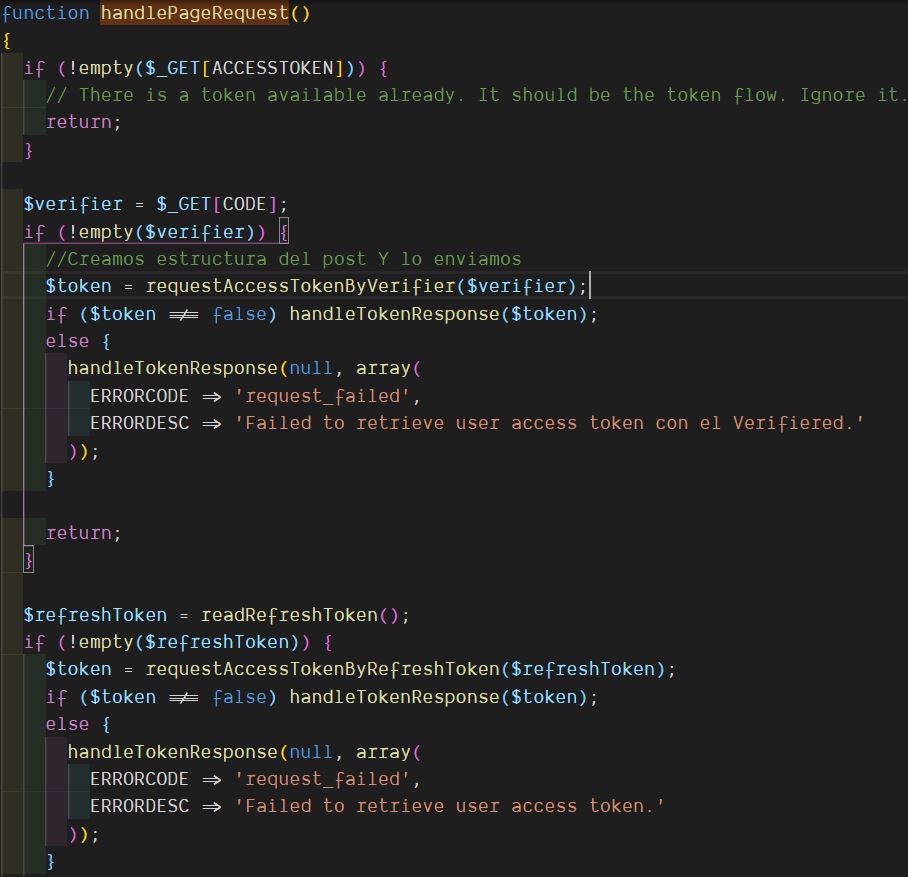 function handlePageRequest()
{
if (!empty($_GET[ACCESSTOKEN])) {
// There is a token available already. It should be the token flow. Ignore it.
return;
}
$verifier = $_GET[CODE];
if (!empty($verifier)) {
//Creamos estructura del post Y lo enviamos
$token = requestAccessTokenByVerifier($verifier);
if ($token !== false) handleTokenResponse($token);
else {
handleTokenResponse(null, array(
ERRORCODE => 'request_failed',
ERRORDESC => 'Failed to retrieve user access token con el Verifiered.'
));
}
return;
}
$refreshToken = readRefreshToken();
if (!empty($refreshToken)) {
$token = requestAccessTokenByRefreshToken($refreshToken);
if ($token !== false) handleTokenResponse($token);
else {
handleTokenResponse(null, array(
ERRORCODE => 'request_failed',
ERRORDESC => 'Failed to retrieve user access token.'
));
}